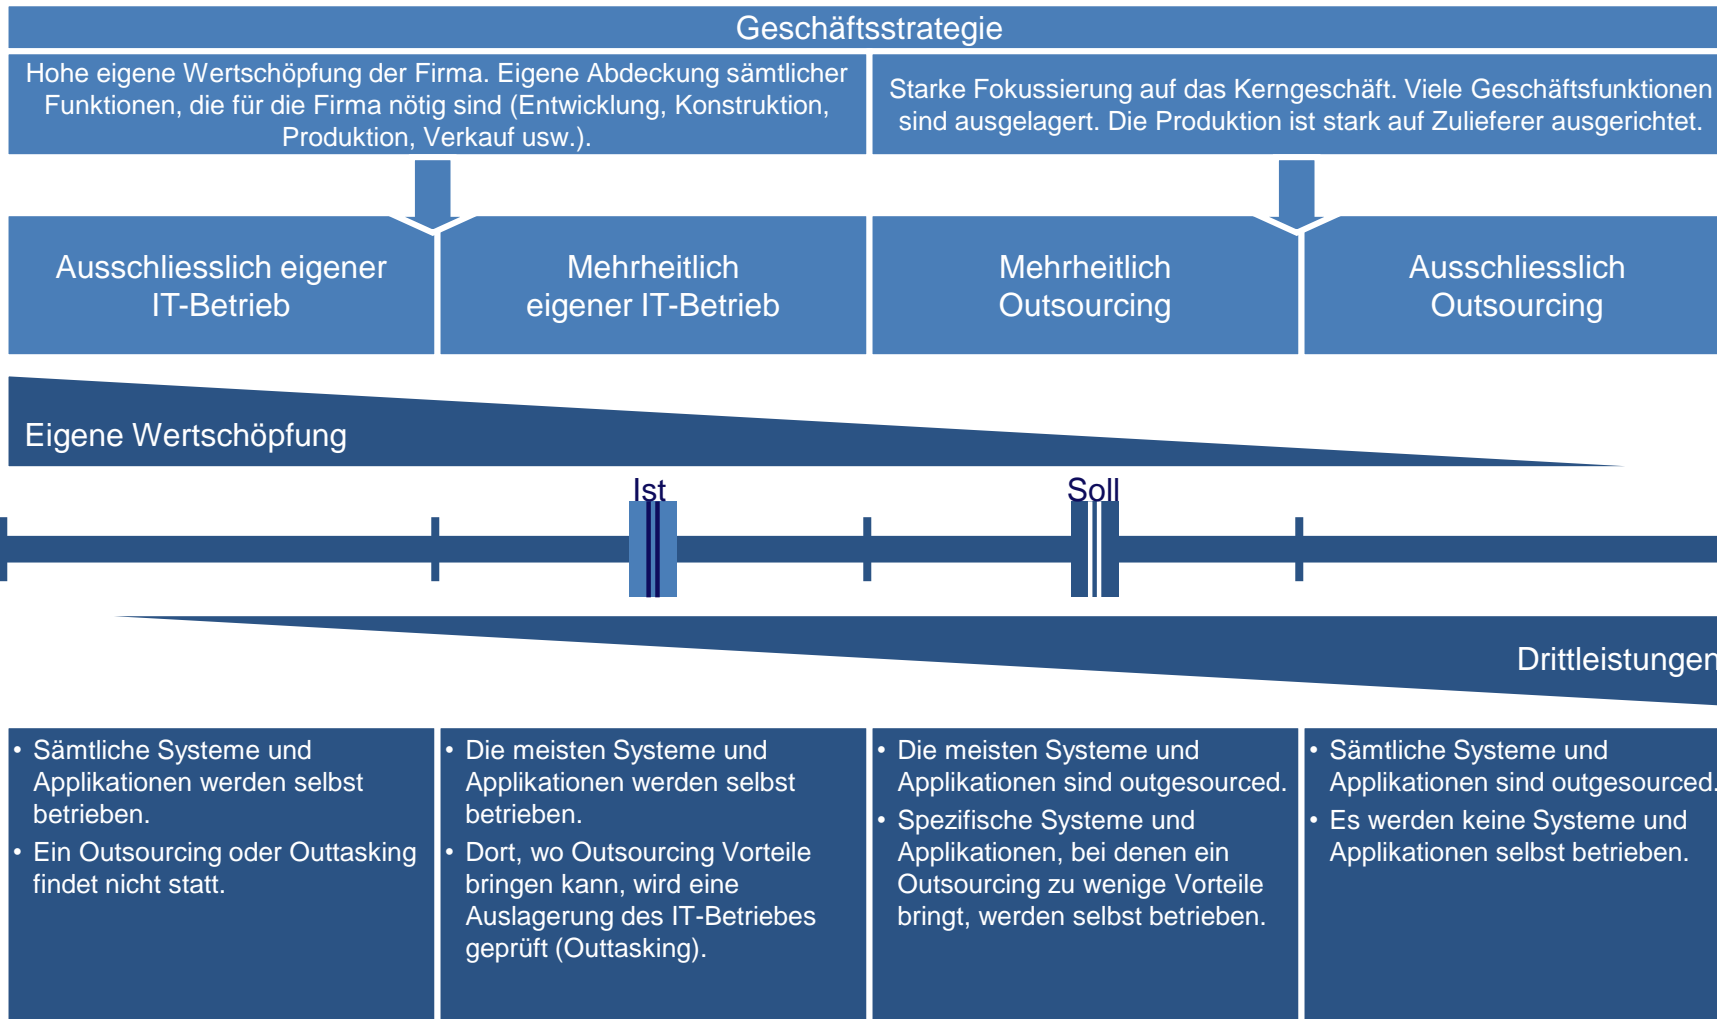 Geschäftsstrategie
Hohe eigene Wertschöpfung der Firma. Eigene Abdeckung sämtlicher
Funktionen, die für die Firma nötig sind (Entwicklung, Konstruktion,
Produktion, Verkauf usw.).
Starke Fokussierung auf das Kerngeschäft. Viele Geschäftsfunktionen
sind ausgelagert. Die Produktion ist stark auf Zulieferer ausgerichtet.
Ausschliesslich eigener
IT-Betrieb
Mehrheitlich
eigener IT-Betrieb
Mehrheitlich
Outsourcing
Ausschliesslich
Outsourcing
Eigene Wertschöpfung
Ist
Soll
Drittleistungen
• Sämtliche Systeme und
Applikationen werden selbst
betrieben.
• Ein Outsourcing oder Outtasking
findet nicht statt.
• Die meisten Systeme und
Applikationen werden selbst
betrieben.
• Dort, wo Outsourcing Vorteile
bringen kann, wird eine
Auslagerung des IT-Betriebes
geprüft (Outtasking).
• Die meisten Systeme und
Applikationen sind outgesourced.
• Spezifische Systeme und
Applikationen, bei denen ein
Outsourcing zu wenige Vorteile
bringt, werden selbst betrieben.
• Sämtliche Systeme und
Applikationen sind outgesourced.
• Es werden keine Systeme und
Applikationen selbst betrieben.